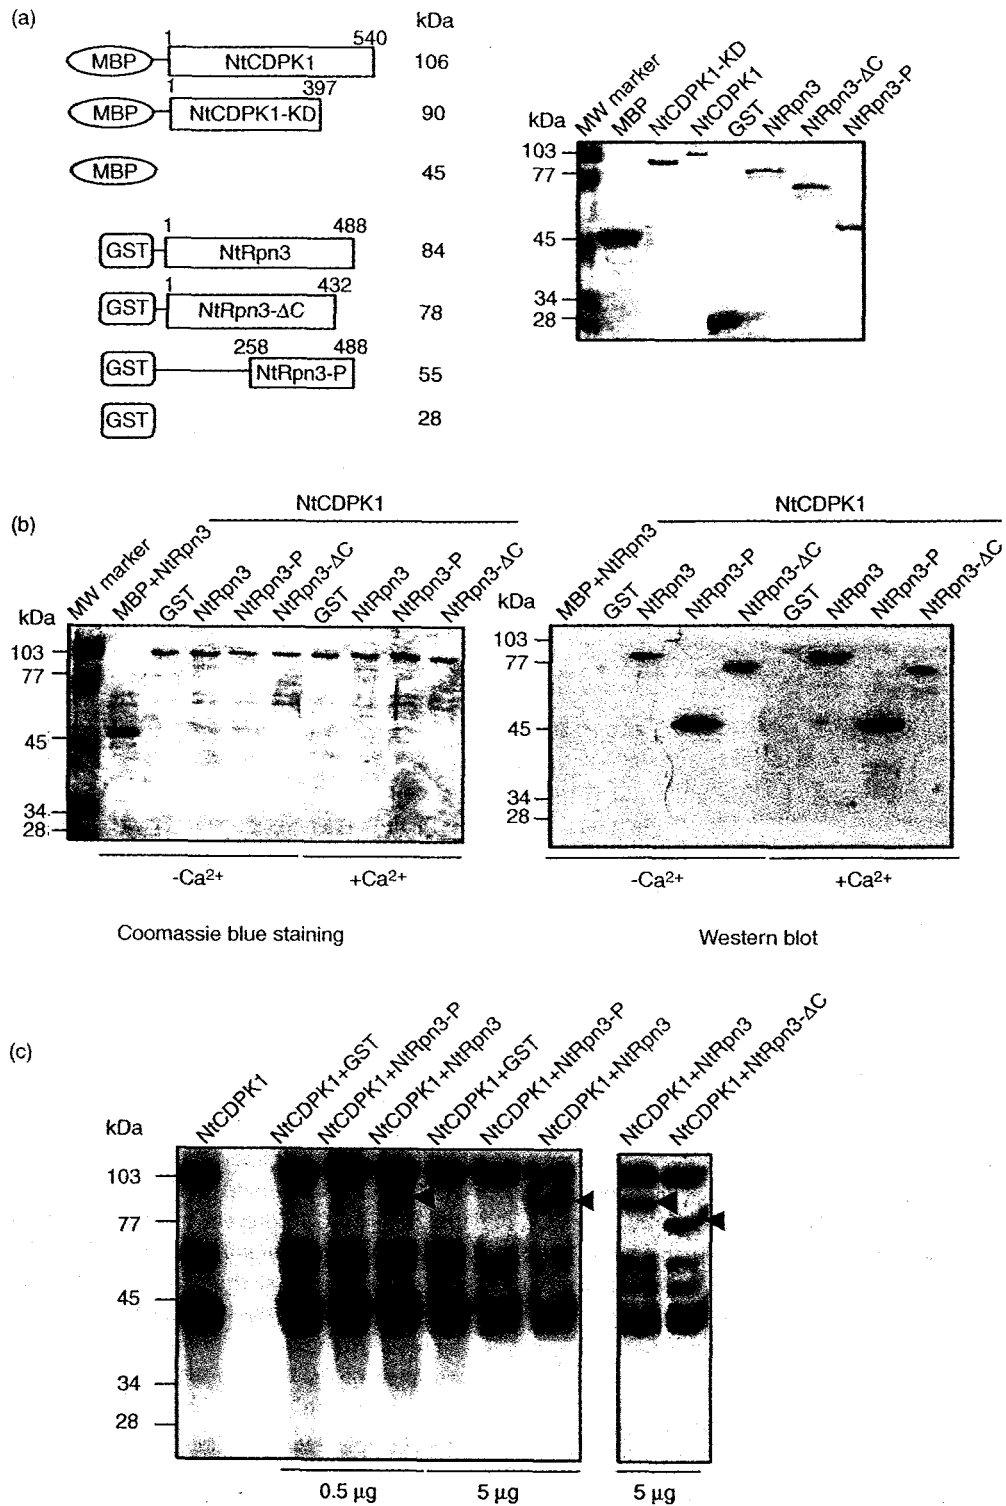 (a)
kDa
1 540
MBP NtCDPK1 106
1 397
MBP NtCDPK1-KD 90
MBP 45
1 488
GST NtRpn3 84
1 432
GST NtRpn3-ΔC 78
258 488
GST NtRpn3-P 55
GST 28
kDa
MW marker
MBP
NtCDPK1-KD
NtCDPK1
GST
NtRpn3
NtRpn3-ΔC
NtRpn3-P
103
77
45
34
28
(b)
NtCDPK1
kDa
MW marker
MBP+NtRpn3
GST
NtRpn3
NtRpn3-P
NtRpn3-ΔC
GST
NtRpn3
NtRpn3-P
NtRpn3-ΔC
103
77
45
34
28
-Ca²⁺ +Ca²⁺
Coomassie blue staining
NtCDPK1
kDa
MBP+NtRpn3
GST
NtRpn3
NtRpn3-P
NtRpn3-ΔC
GST
NtRpn3
NtRpn3-P
NtRpn3-ΔC
103
77
45
34
28
-Ca²⁺ +Ca²⁺
Western blot
(c)
kDa
NtCDPK1
NtCDPK1+GST
NtCDPK1+NtRpn3-P
NtCDPK1+NtRpn3
NtCDPK1+GST
NtCDPK1+NtRpn3-P
NtCDPK1+NtRpn3
NtCDPK1+NtRpn3
NtCDPK1+NtRpn3-ΔC
103
77
45
34
28
0.5 µg 5 µg 5 µg